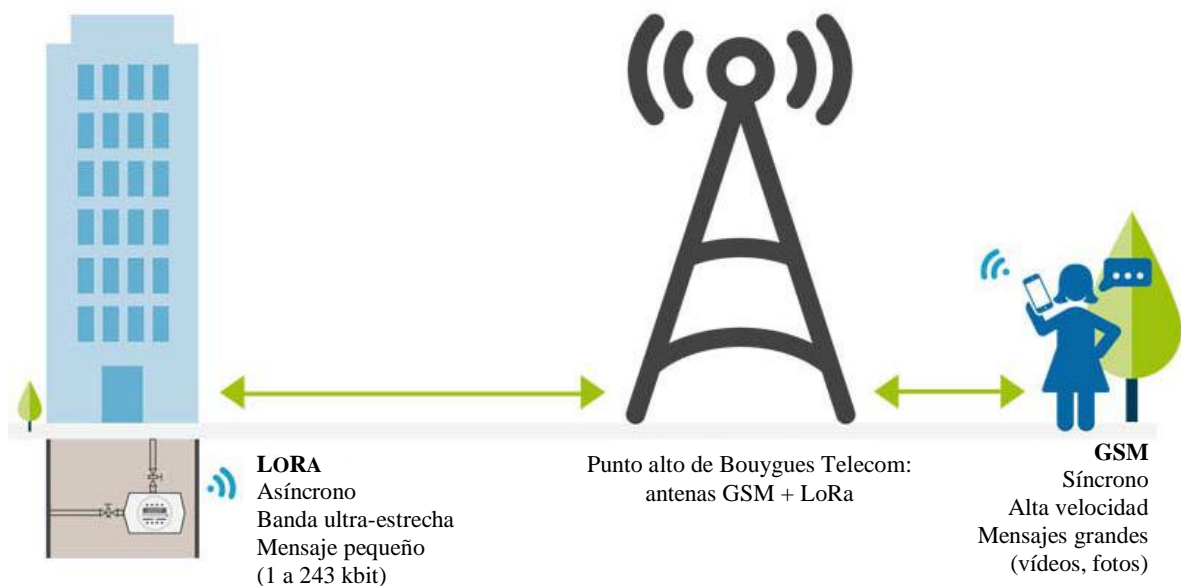 LORA
Asíncrono
Banda ultra-estrecha
Mensaje pequeño
(1 a 243 kbit)
Punto alto de Bouygues Telecom:
antenas GSM + LoRa
GSM
Síncrono
Alta velocidad
Mensajes grandes
(vídeos, fotos)